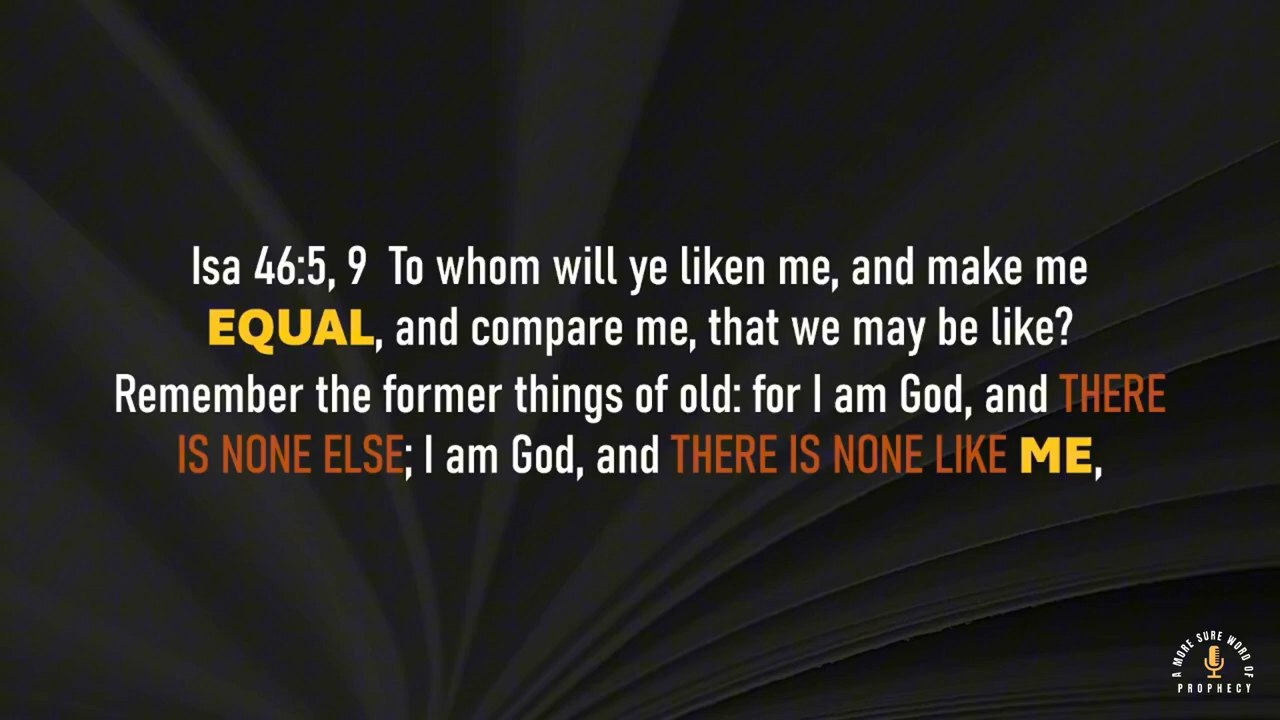 Isa 46:5, 9 To whom will ye liken me, and make me
EQUAL, and compare me, that we may be like?
Remember the former things of old: for I am God, and THERE
IS NONE ELSE; I am God, and THERE IS NONE LIKE ME,
A MORE SURE WORD OF
PROPHECY